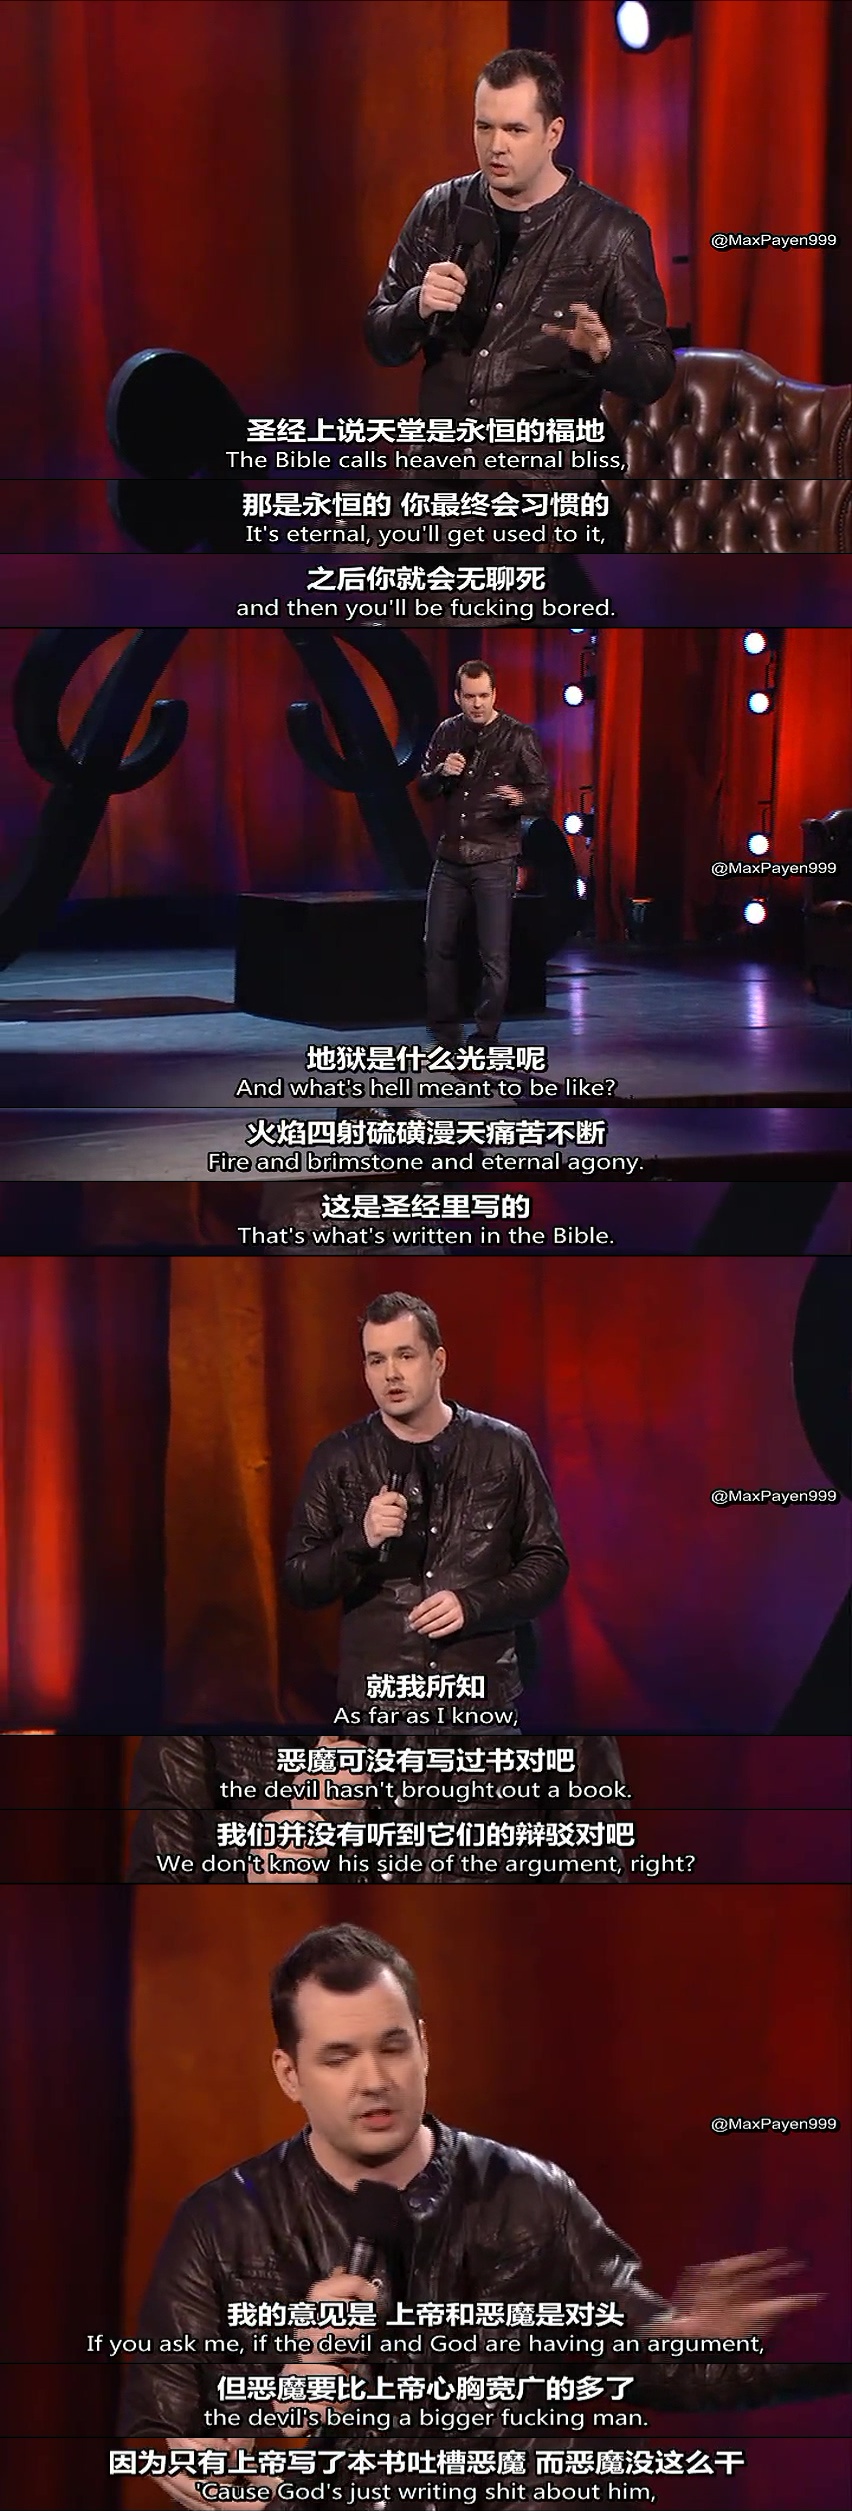 @MaxPayen999
圣经上说天堂是永恒的福地
The Bible calls heaven eternal bliss,
那是永恒的 你最终会习惯的
It's eternal, you'll get used to it,
之后你就会无聊死
and then you'll be fucking bored.
@MaxPayen999
地狱是什么光景呢
And what's hell meant to be like?
火焰四射硫磺漫天痛苦不断
Fire and brimstone and eternal agony.
这是圣经里写的
That's what's written in the Bible.
@MaxPayen999
就我所知
As far as I know,
恶魔可没有写过书对吧
the devil hasn't brought out a book.
我们并没有听到它们的辩驳对吧
We don't know his side of the argument, right?
@MaxPayen999
我的意见是 上帝和恶魔是对头
If you ask me, if the devil and God are having an argument,
但恶魔要比上帝心胸宽广的多了
the devil's being a bigger fucking man.
因为只有上帝写了本书吐槽恶魔 而恶魔没这么干
'Cause God's just writing shit about him,